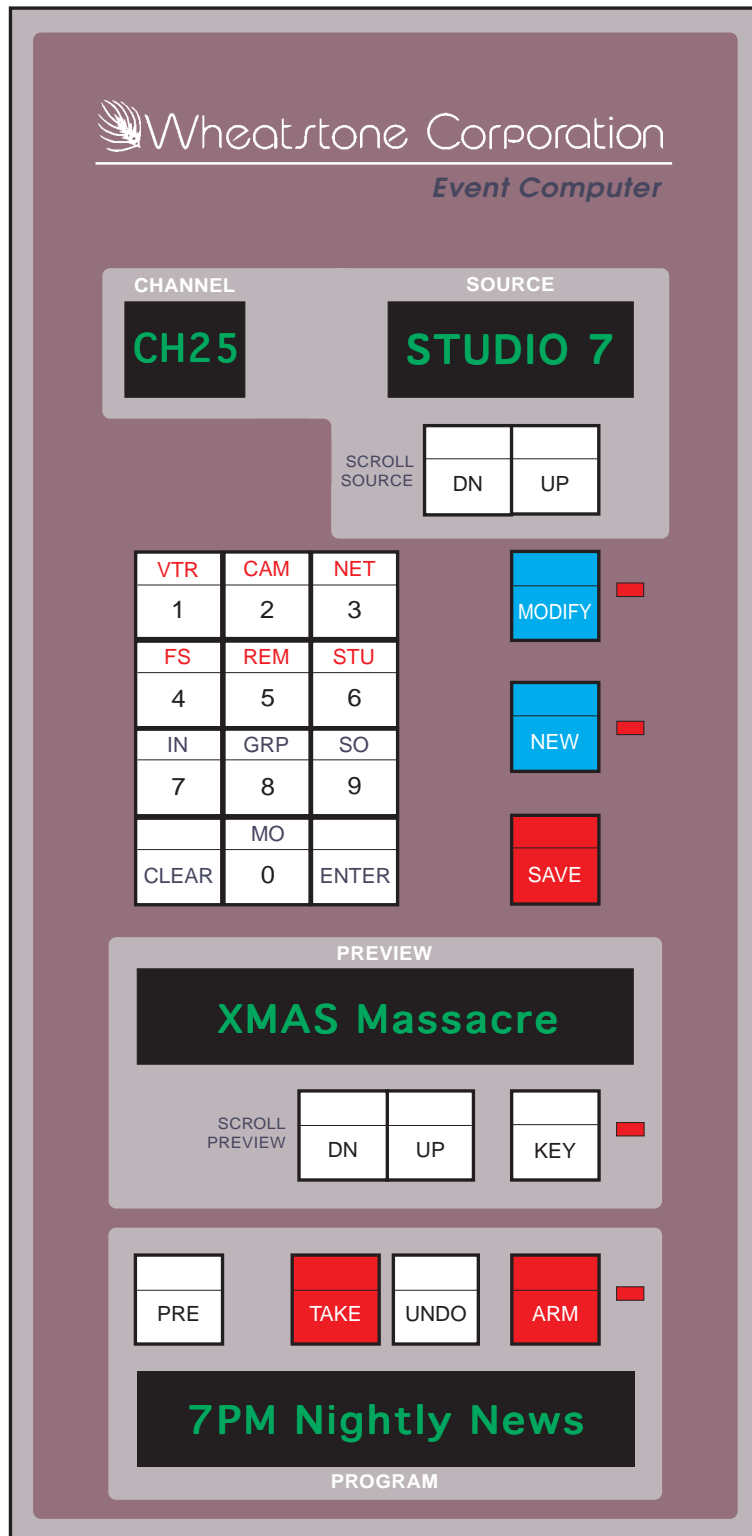 Wheatstone Corporation
Event Computer
CHANNEL SOURCE
CH25 STUDIO 7
SCROLL
SOURCE
DN UP
VTR CAM NET
1 2 3
MODIFY
FS REM STU
4 5 6
IN GRP SO
7 8 9
NEW
MO
CLEAR 0 ENTER
SAVE
PREVIEW
XMAS Massacre
SCROLL
PREVIEW
DN UP KEY
PRE TAKE UNDO ARM
7PM Nightly News
PROGRAM